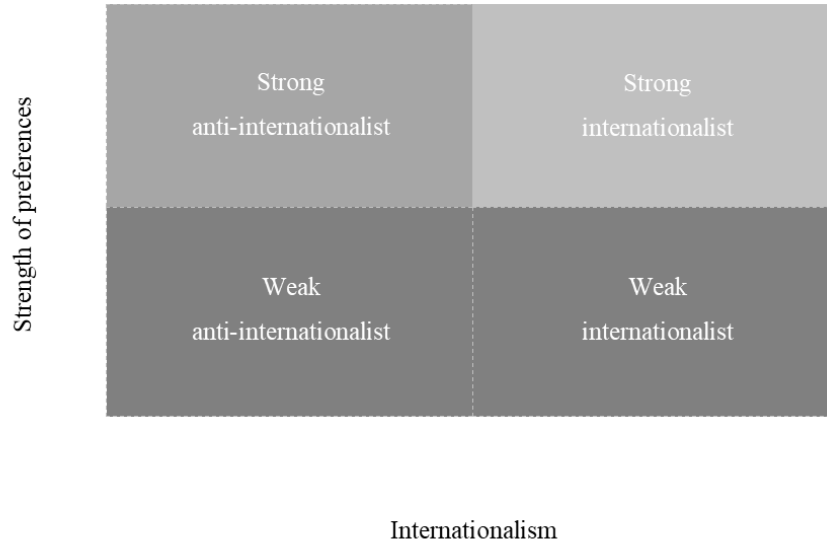 Strength of preferences
Strong
anti-internationalist
Strong
internationalist
Weak
anti-internationalist
Weak
internationalist
Internationalism